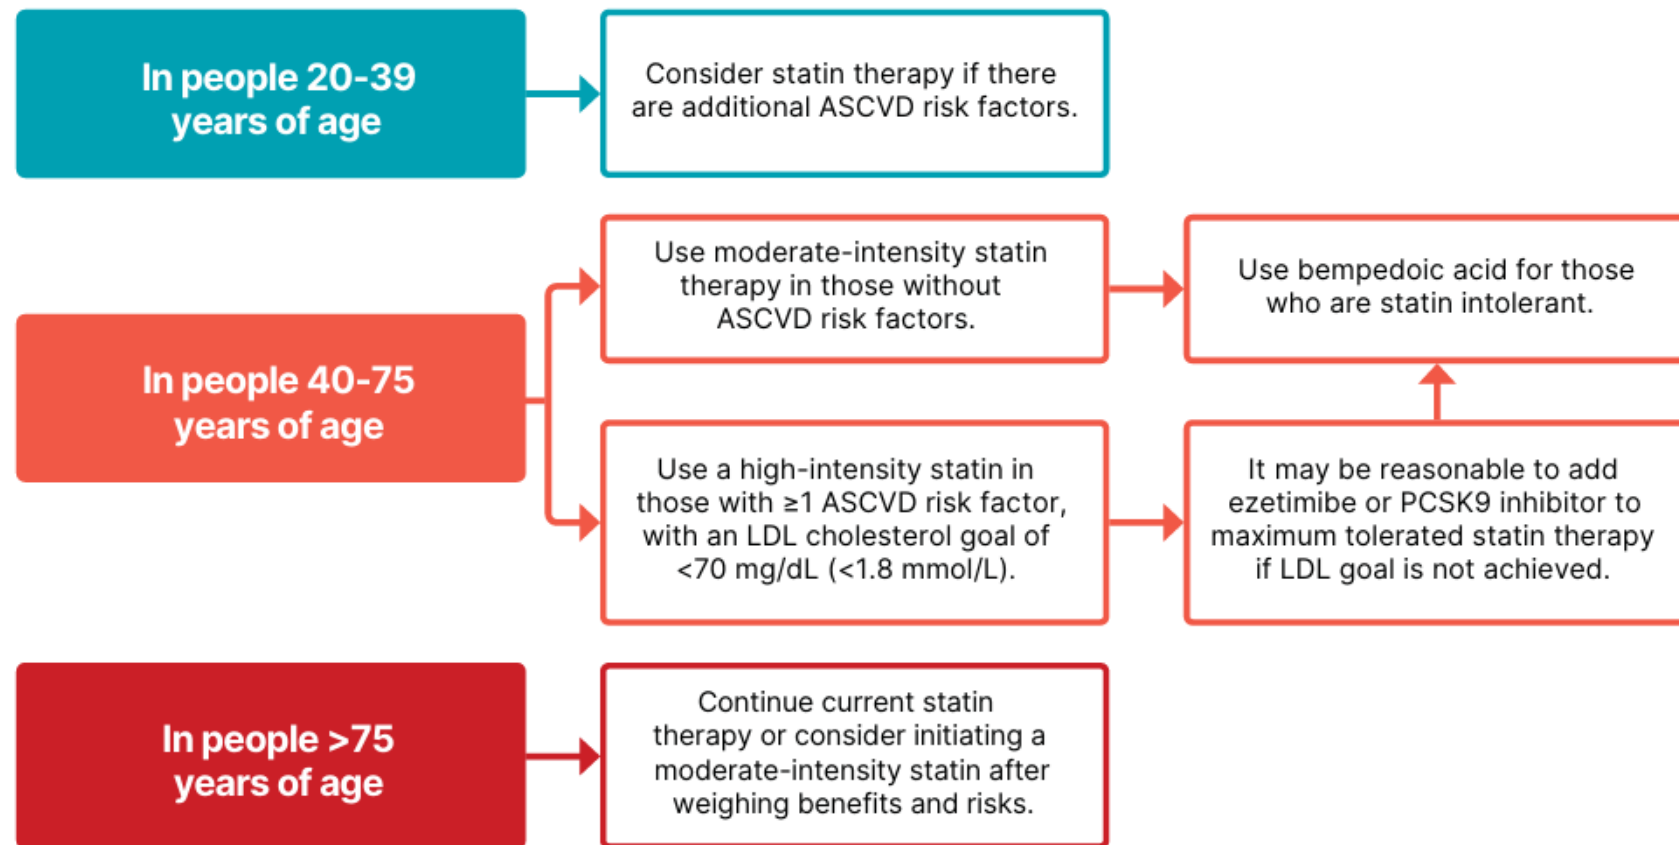 In people 20-39
years of age
Consider statin therapy if there
are additional ASCVD risk factors.
In people 40-75
years of age
Use moderate-intensity statin
therapy in those without
ASCVD risk factors.
Use bempedoic acid for those
who are statin intolerant.
Use a high-intensity statin in
those with ≥1 ASCVD risk factor,
with an LDL cholesterol goal of
<70 mg/dL (<1.8 mmol/L).
It may be reasonable to add
ezetimibe or PCSK9 inhibitor to
maximum tolerated statin therapy
if LDL goal is not achieved.
In people >75
years of age
Continue current statin
therapy or consider initiating a
moderate-intensity statin after
weighing benefits and risks.